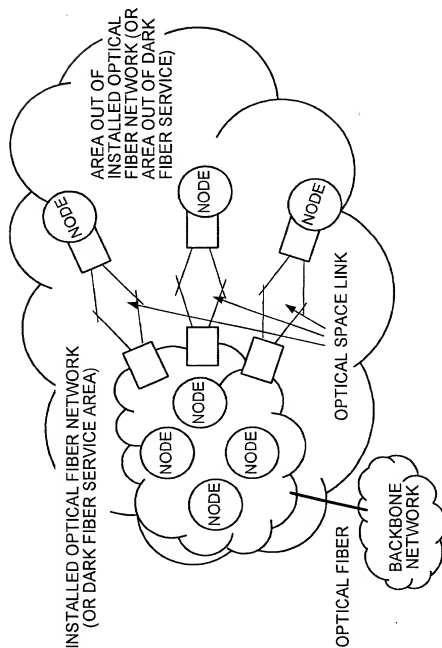 INSTALLED OPTICAL FIBER NETWORK
(OR DARK FIBER SERVICE AREA)
AREA OUT OF
INSTALLED OPTICAL
FIBER NETWORK (OR
AREA OUT OF DARK
FIBER SERVICE)
NODE
NODE
NODE
NODE
NODE
NODE
NODE
OPTICAL SPACE LINK
OPTICAL FIBER
BACKBONE
NETWORK